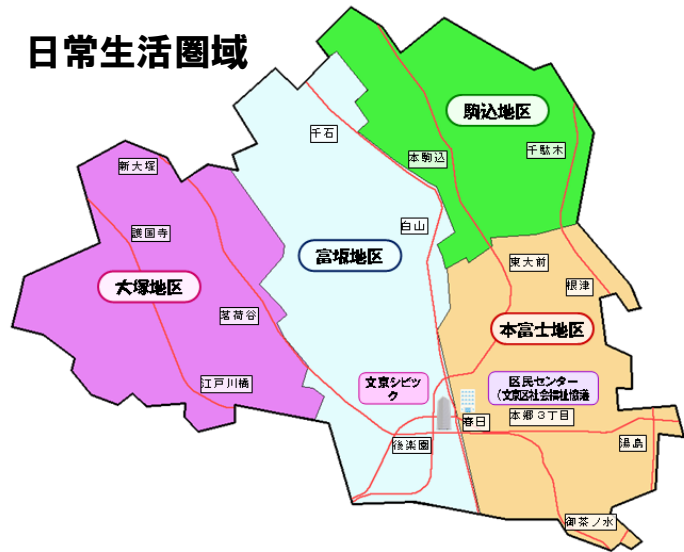 日常生活圏域
駒込地区
千石
本駒込
千駄木
新大塚
白山
護国寺
富坂地区
東大前
大塚地区
根津
茗荷谷
本富士地区
江戸川橋
文京シビッ
ク
区民センター
（文京区社会福祉協議
春日
本郷３丁目
後楽園
湯島
御茶ノ水